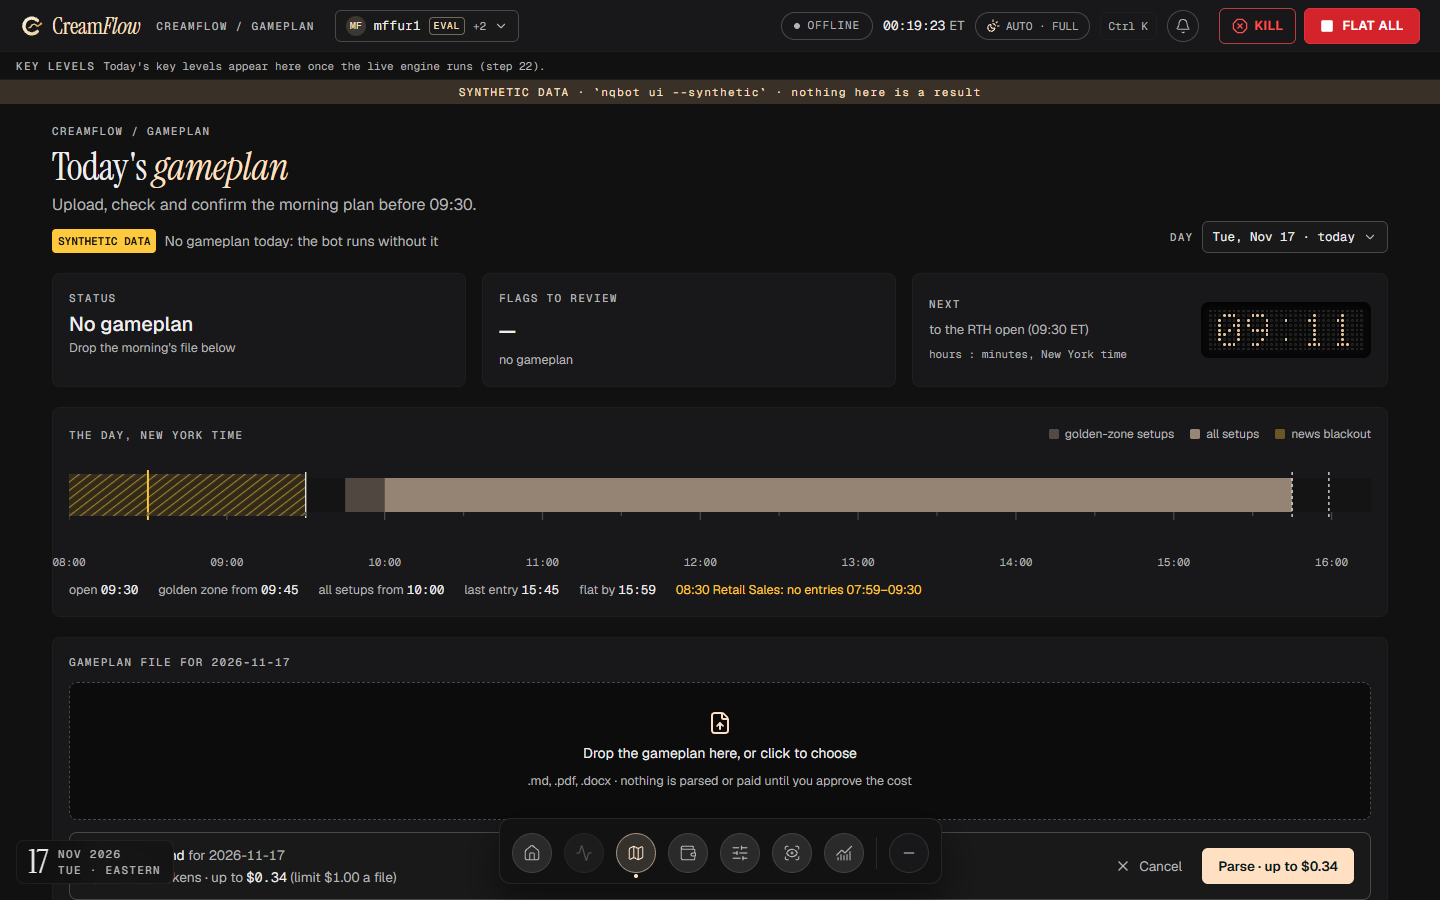 CreamFlow
CREAMFLOW / GAMEPLAN
MF mffur1 EVAL +2
OFFLINE
00:19:23 ET
AUTO · FULL
Ctrl K
KILL
FLAT ALL
KEY LEVELS Today's key levels appear here once the live engine runs (step 22).
SYNTHETIC DATA · `nqbot ui --synthetic` · nothing here is a result
CREAMFLOW / GAMEPLAN
Today's gameplan
Upload, check and confirm the morning plan before 09:30.
SYNTHETIC DATA No gameplan today: the bot runs without it
DAY Tue, Nov 17 · today
STATUS
No gameplan
Drop the morning's file below
FLAGS TO REVIEW
—
no gameplan
NEXT
to the RTH open (09:30 ET)
hours : minutes, New York time
09:11
THE DAY, NEW YORK TIME
golden-zone setups all setups news blackout
08:00 09:00 10:00 11:00 12:00 13:00 14:00 15:00 16:00
open 09:30 golden zone from 09:45 all setups from 10:00 last entry 15:45 flat by 15:59 08:30 Retail Sales: no entries 07:59–09:30
GAMEPLAN FILE FOR 2026-11-17
Drop the gameplan here, or click to choose
.md, .pdf, .docx · nothing is parsed or paid until you approve the cost
for 2026-11-17
· up to $0.34 (limit $1.00 a file)
Cancel
Parse · up to $0.34
17 NOV 2026
TUE · EASTERN